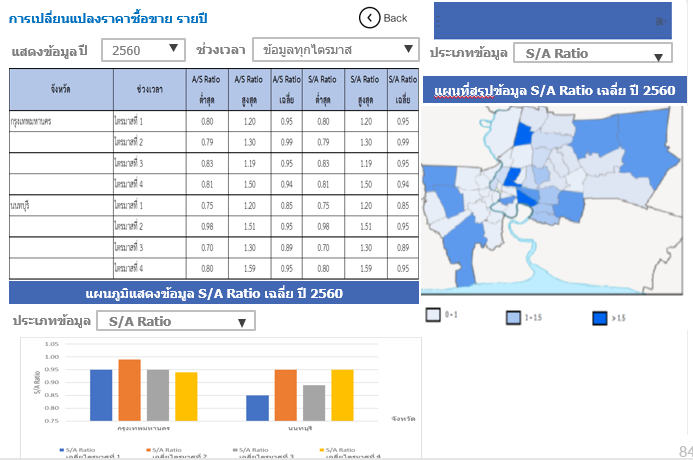 การเปลี่ยนแปลงราคาซื้อขาย รายปี
Back
แสดงข้อมูลปี 2560 ช่วงเวลา ข้อมูลทุกไตรมาส
ประเภทข้อมูล S/A Ratio
จังหวัด ช่วงเวลา A/S Ratio ต่ำสุด A/S Ratio สูงสุด A/S Ratio เฉลี่ย S/A Ratio ต่ำสุด S/A Ratio สูงสุด S/A Ratio เฉลี่ย
กรุงเทพมหานคร ไตรมาสที่ 1 0.80 1.20 0.95 0.80 1.20 0.95
ไตรมาสที่ 2 0.79 1.30 0.99 0.79 1.30 0.99
ไตรมาสที่ 3 0.83 1.19 0.95 0.83 1.19 0.95
ไตรมาสที่ 4 0.81 1.50 0.94 0.81 1.50 0.94
นนทบุรี ไตรมาสที่ 1 0.75 1.20 0.85 0.75 1.20 0.85
ไตรมาสที่ 2 0.98 1.51 0.95 0.98 1.51 0.95
ไตรมาสที่ 3 0.70 1.30 0.89 0.70 1.30 0.89
ไตรมาสที่ 4 0.80 1.59 0.95 0.80 1.59 0.95
แผนที่สรุปข้อมูล S/A Ratio เฉลี่ย ปี 2560
0 - 1 1 - 1.5 > 1.5
แผนภูมิแสดงข้อมูล S/A Ratio เฉลี่ย ปี 2560
ประเภทข้อมูล S/A Ratio
S/A Ratio
1.05
1.00
0.95
0.90
0.85
0.80
0.75
กรุงเทพมหานคร นนทบุรี
จังหวัด
S/A Ratio เฉลี่ยไตรมาสที่ 1
S/A Ratio เฉลี่ยไตรมาสที่ 2
S/A Ratio เฉลี่ยไตรมาสที่ 3
S/A Ratio เฉลี่ยไตรมาสที่ 4
84